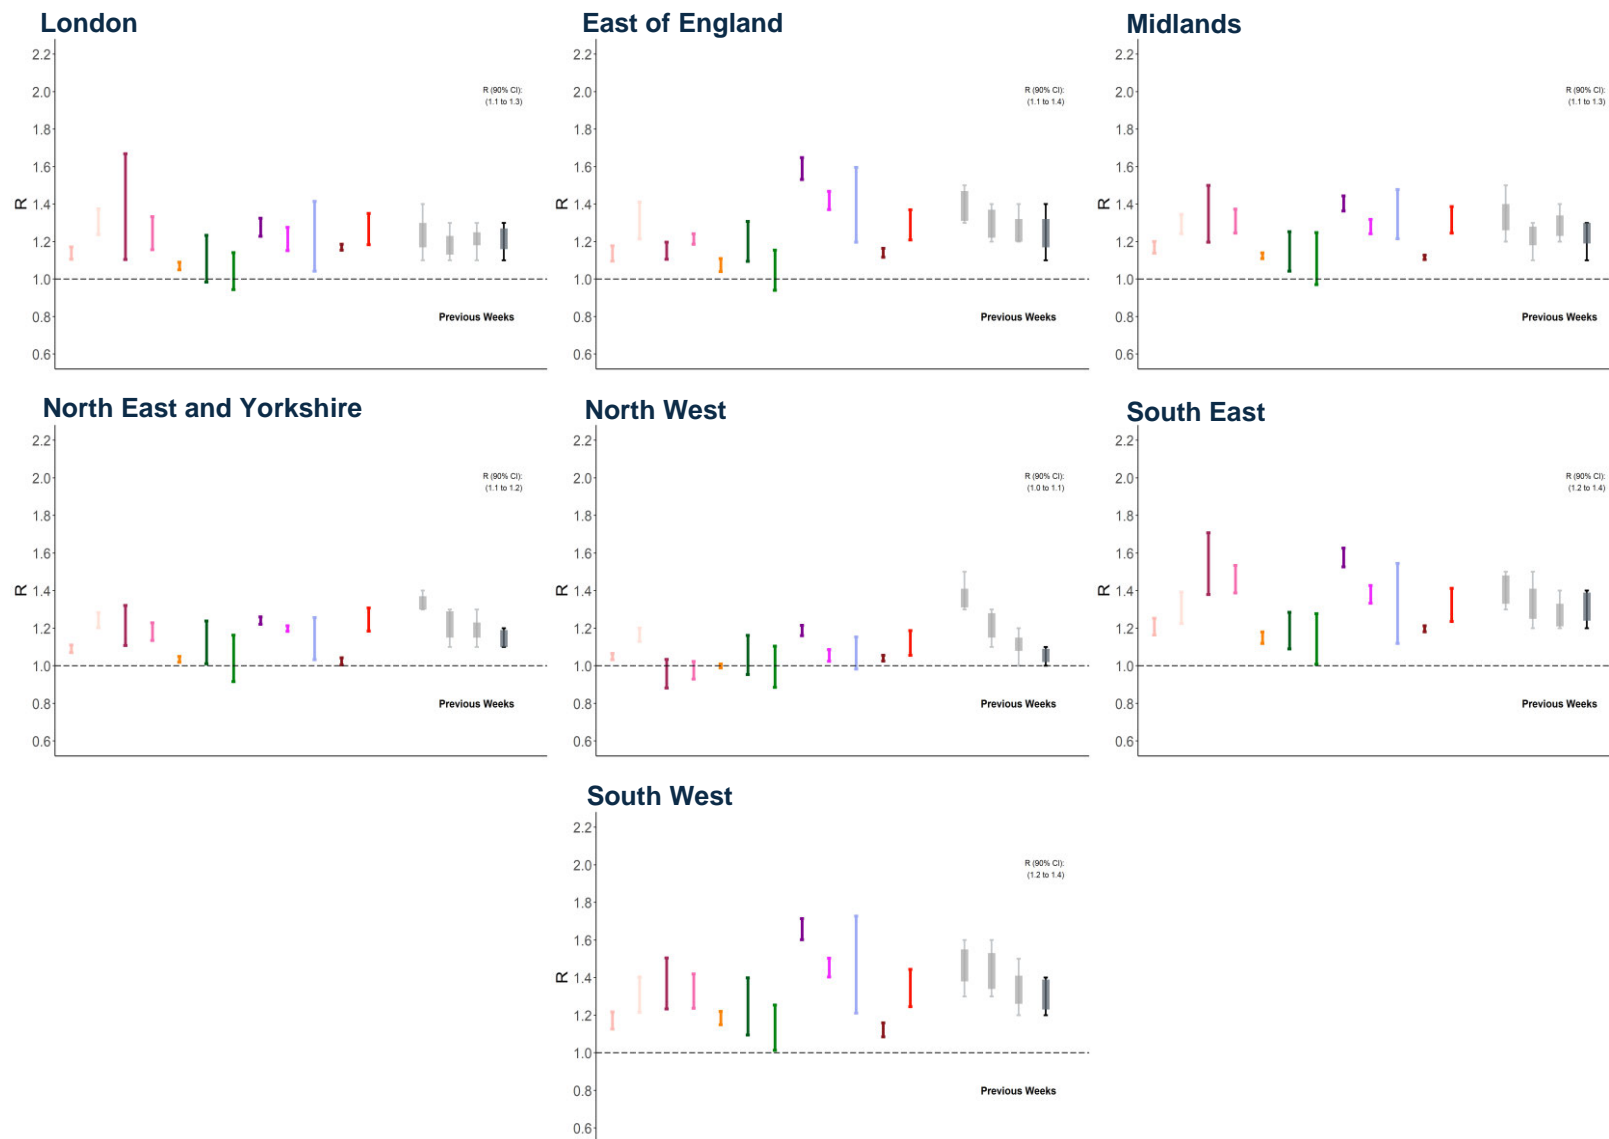 London
2.2
2.0
1.8
1.6
1.4
1.2
1.0
0.8
0.6
R
R (90% CI):
(1.1 to 1.3)
Previous Weeks
East of England
2.2
2.0
1.8
1.6
1.4
1.2
1.0
0.8
0.6
R
R (90% CI):
(1.1 to 1.4)
Previous Weeks
Midlands
2.2
2.0
1.8
1.6
1.4
1.2
1.0
0.8
0.6
R
R (90% CI):
(1.1 to 1.3)
Previous Weeks
North East and Yorkshire
2.2
2.0
1.8
1.6
1.4
1.2
1.0
0.8
0.6
R
R (90% CI):
(1.1 to 1.2)
Previous Weeks
North West
2.2
2.0
1.8
1.6
1.4
1.2
1.0
0.8
0.6
R
R (90% CI):
(1.0 to 1.1)
Previous Weeks
South East
2.2
2.0
1.8
1.6
1.4
1.2
1.0
0.8
0.6
R
R (90% CI):
(1.2 to 1.4)
Previous Weeks
South West
2.2
2.0
1.8
1.6
1.4
1.2
1.0
0.8
0.6
R
R (90% CI):
(1.2 to 1.4)
Previous Weeks